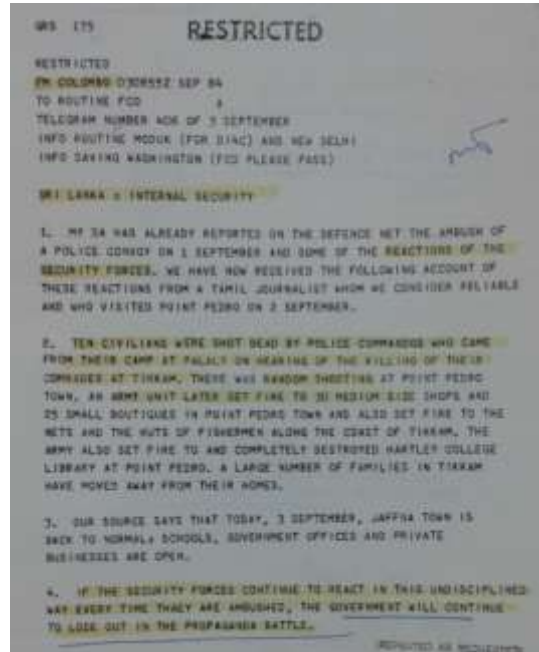 GRS 175
RESTRICTED
RESTRICTED
FM COLOMBO 030855Z SEP 84
TO ROUTINE FCO
TELEGRAM NUMBER 406 OF 3 SEPTEMBER
INFO ROUTINE MODUK (FOR DI4C) AND NEW DELHI
INFO SAVING WASHINGTON (FCO PLEASE PASS)
SRI LANKA : INTERNAL SECURITY
1. MY DA HAS ALREADY REPORTED ON THE DEFENCE NET THE AMBUSH OF
A POLICE CONVOY ON 1 SEPTEMBER AND SOME OF THE REACTIONS OF THE
SECURITY FORCES. WE HAVE NOW RECEIVED THE FOLLOWING ACCOUNT OF
THESE REACTIONS FROM A TAMIL JOURNALIST WHOM WE CONSIDER RELIABLE
AND WHO VISITED POINT PEDRO ON 2 SEPTEMBER.
2. TEN CIVILIANS WERE SHOT DEAD BY POLICE COMMANDOS WHO CAME
FROM THEIR CAMP AT PALALY ON HEARING OF THE KILLING OF THEIR
COMRADES AT TIKKAM. THERE WAS RANDOM SHOOTING AT POINT PEDRO
TOWN. AN ARMY UNIT LATER SET FIRE TO 30 MEDIUM SIZE SHOPS AND
25 SMALL BOUTIQUES IN POINT PEDRO TOWN AND ALSO SET FIRE TO THE
NETS AND THE HUTS OF FISHERMEN ALONG THE COAST OF TIKKAM. THE
ARMY ALSO SET FIRE TO AND COMPLETELY DESTROYED HARTLEY COLLEGE
LIBRARY AT POINT PEDRO. A LARGE NUMBER OF FAMILIES IN TIKKAM
HAVE MOVED AWAY FROM THEIR HOMES.
3. OUR SOURCE SAYS THAT TODAY, 3 SEPTEMBER, JAFFNA TOWN IS
BACK TO NORMAL: SCHOOLS, GOVERNMENT OFFICES AND PRIVATE
BUSINESSES ARE OPEN.
4. IF THE SECURITY FORCES CONTINUE TO REACT IN THIS UNDISCIPLINED
WAY EVERY TIME THAEY ARE AMBUSHED, THE GOVERNMENT WILL CONTINUE
TO LOSE OUT IN THE PROPAGANDA BATTLE.
REPEATED AS REQUESTED